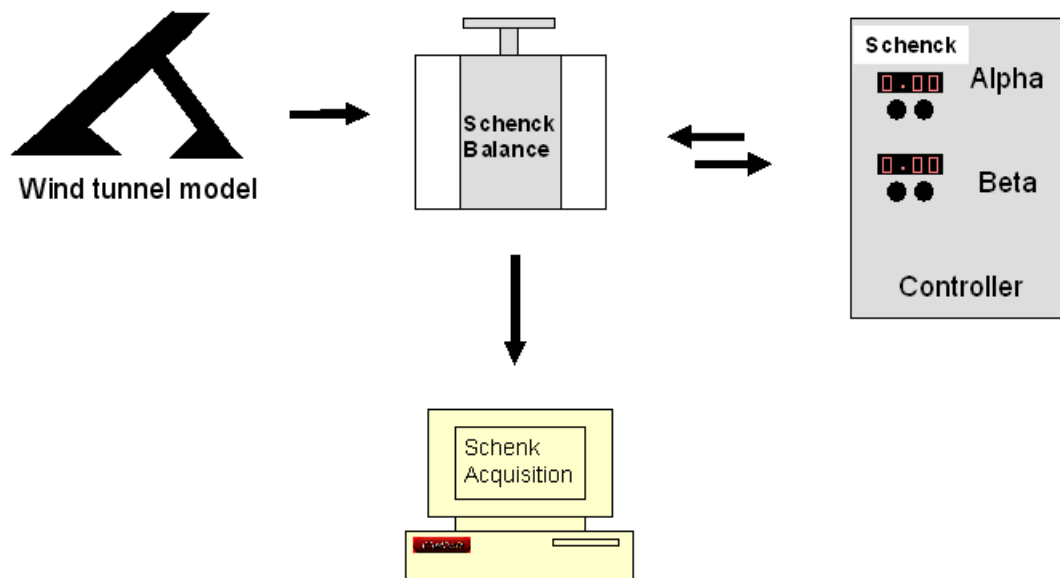 Wind tunnel model
Schenck
Balance
Schenck
0.00
Alpha
0.00
Beta
Controller
Schenk
Acquisition